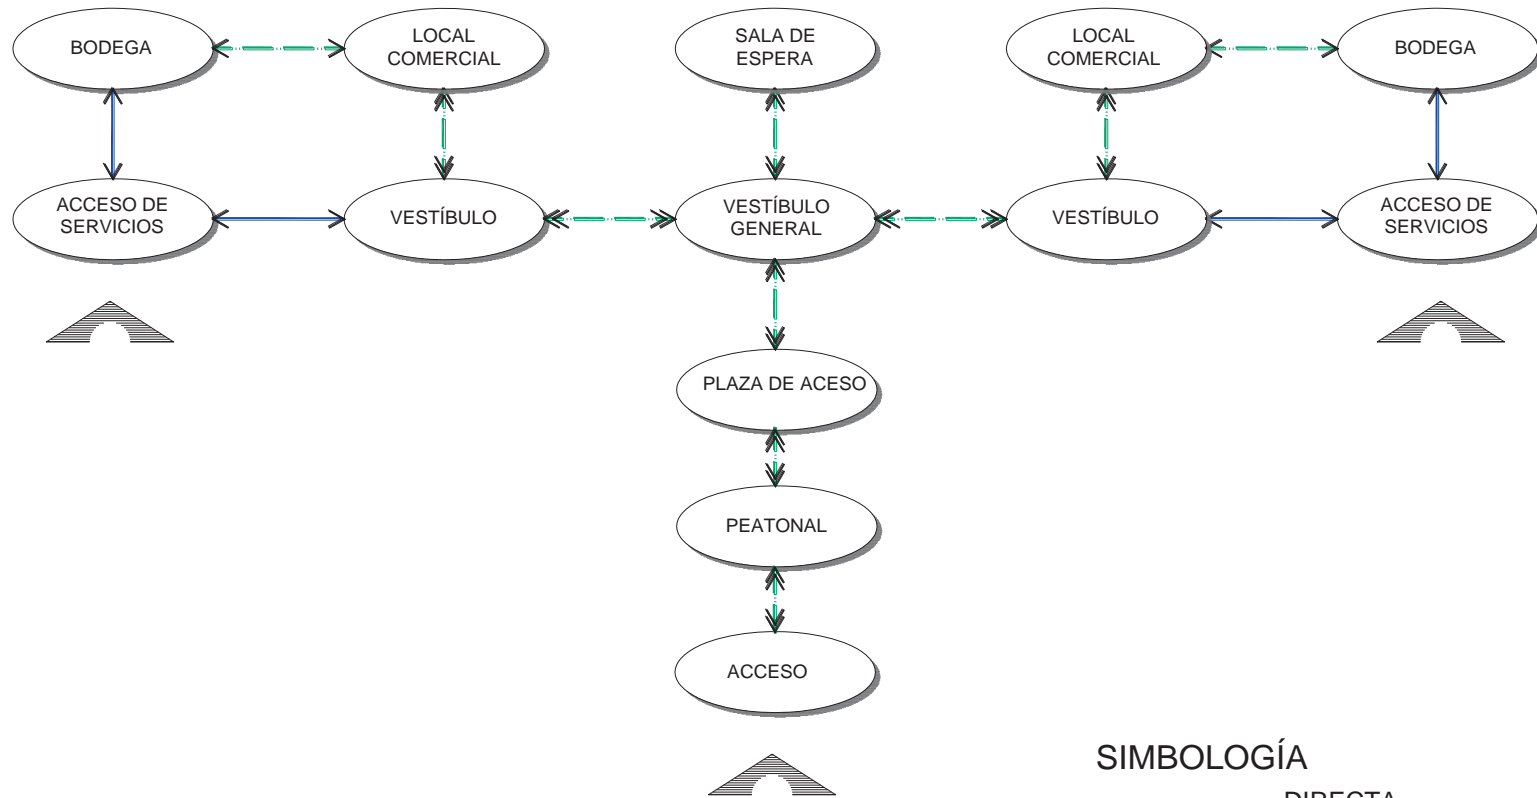 BODEGA
LOCAL
COMERCIAL
SALA DE
ESPERA
LOCAL
COMERCIAL
BODEGA
ACCESO DE
SERVICIOS
VESTÍBULO
VESTÍBULO
GENERAL
VESTÍBULO
ACCESO DE
SERVICIOS
PLAZA DE ACESO
PEATONAL
ACCESO
SIMBOLOGÍA
DIRECTA